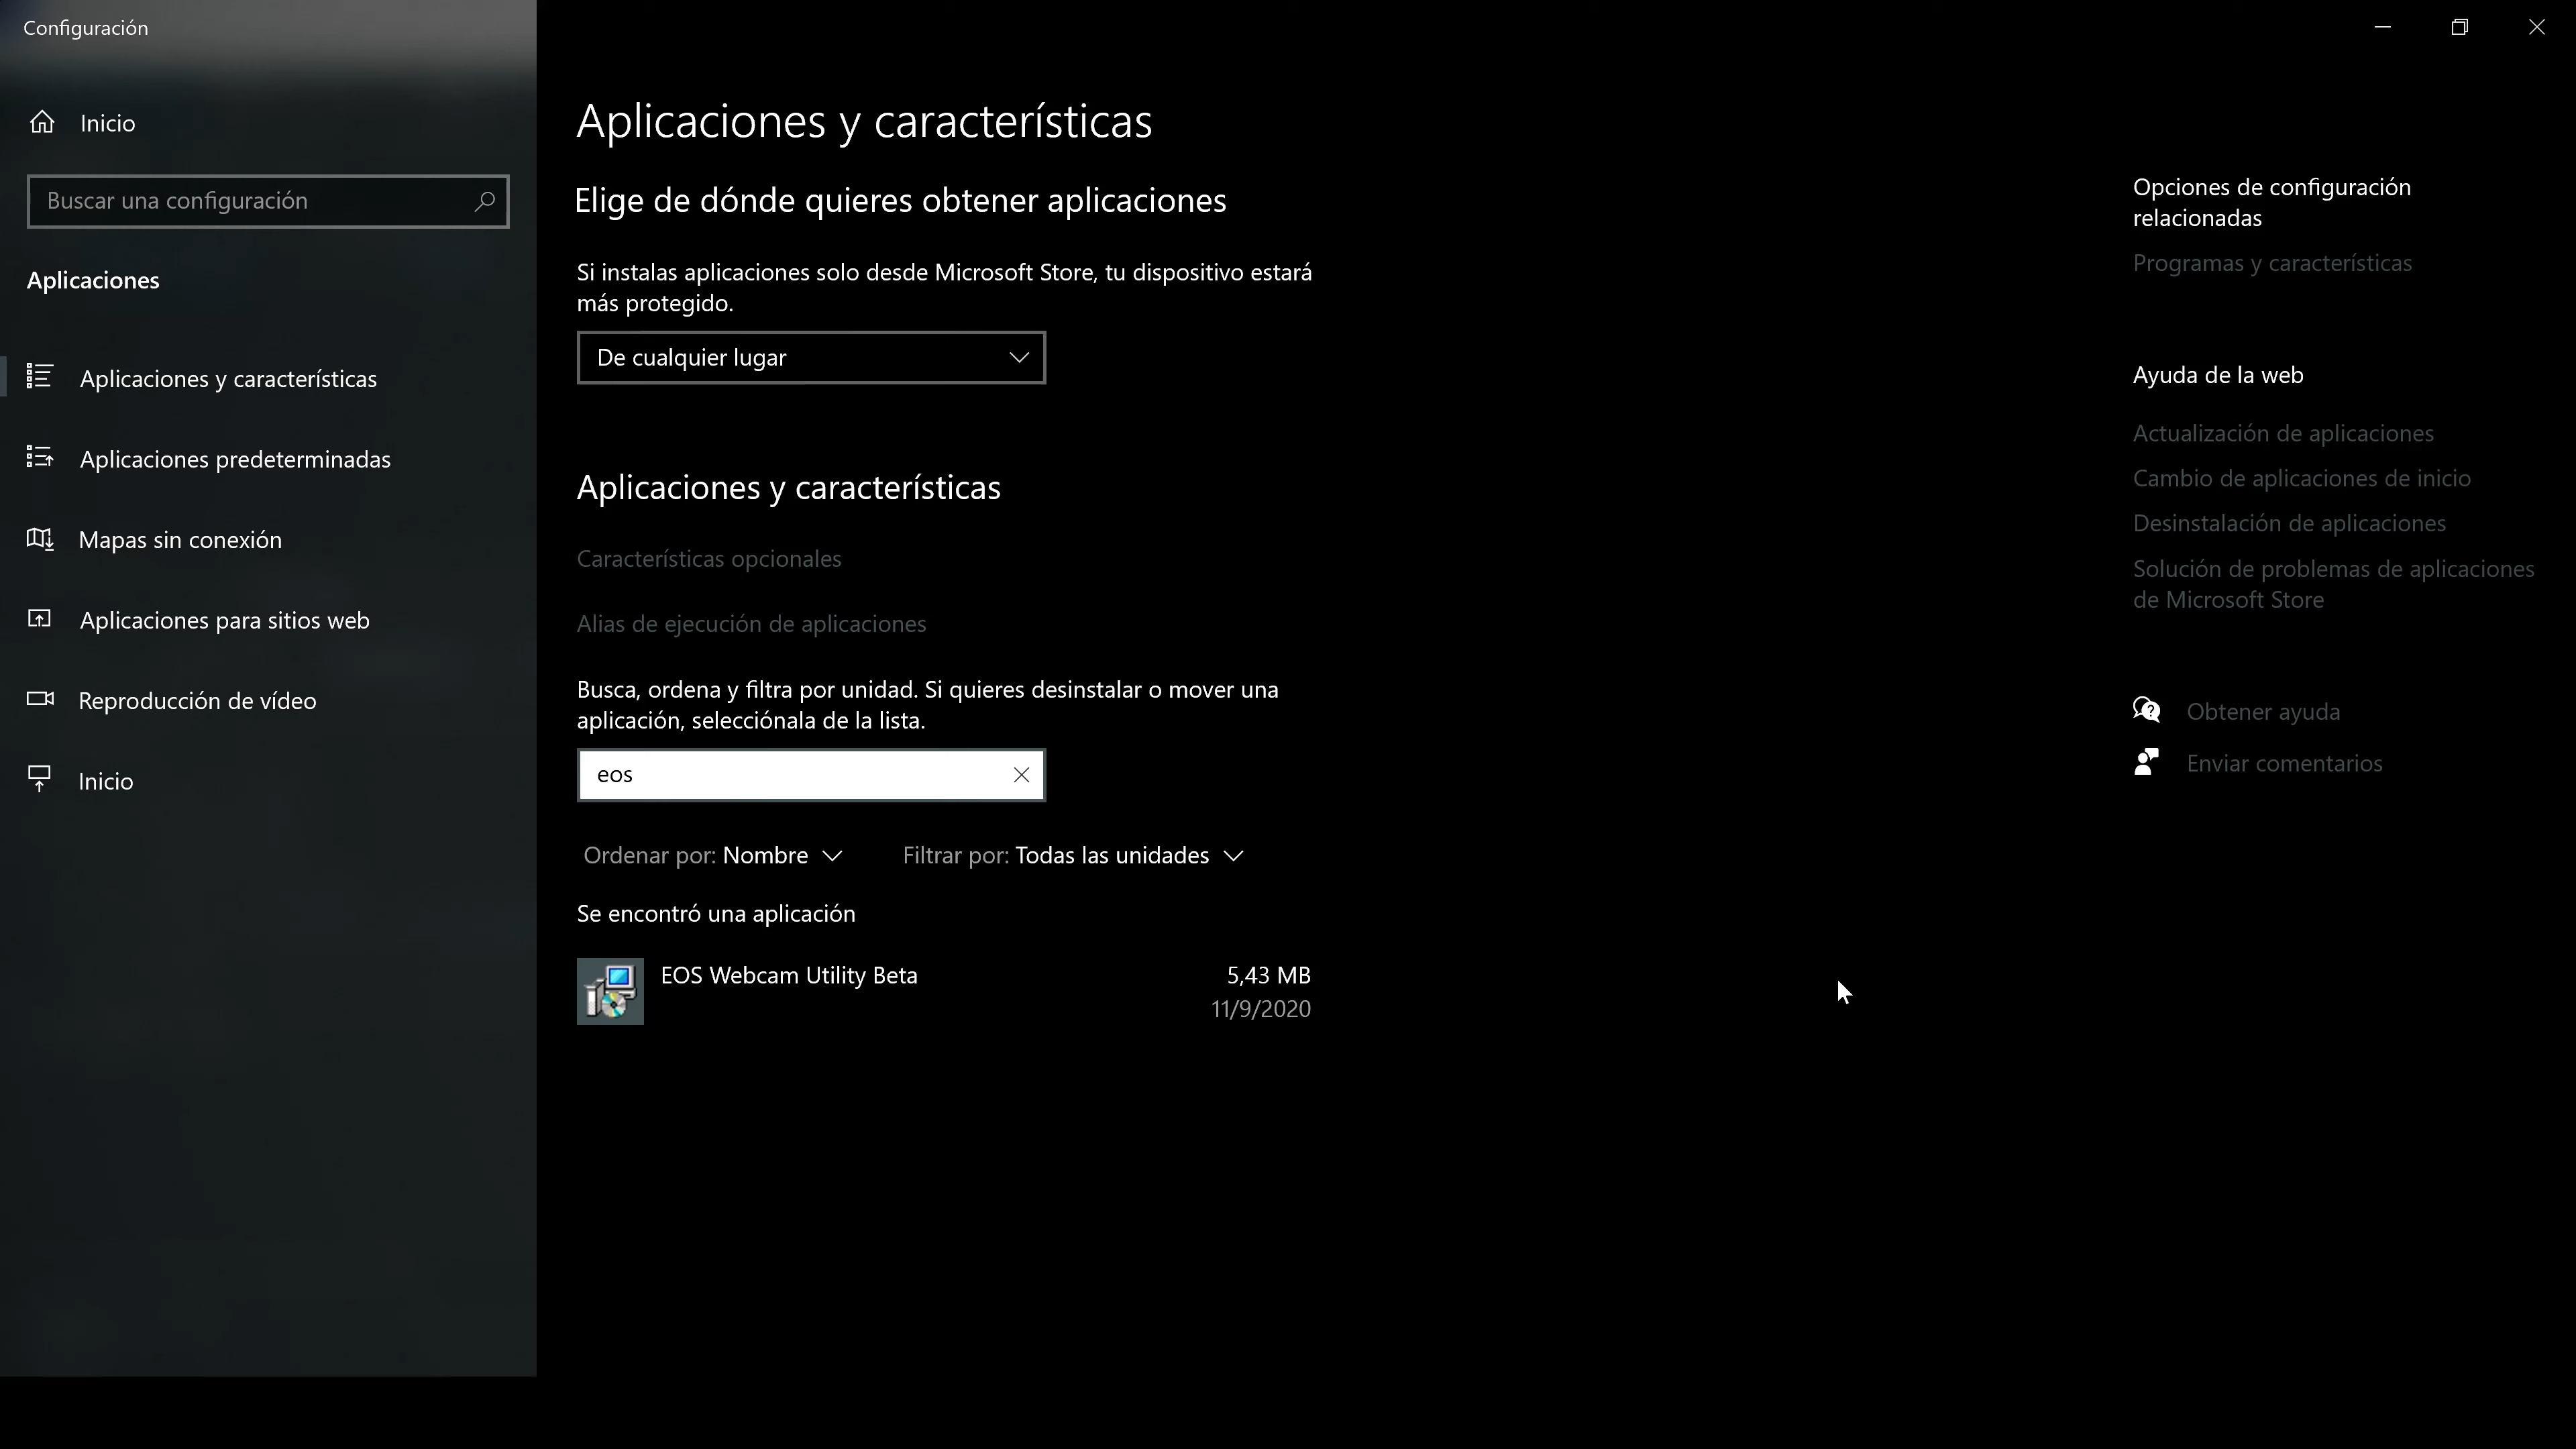 Configuración
Inicio
Buscar una configuración
Aplicaciones
Aplicaciones y características
Aplicaciones predeterminadas
Mapas sin conexión
Aplicaciones para sitios web
Reproducción de vídeo
Inicio
Aplicaciones y características
Elige de dónde quieres obtener aplicaciones
Si instalas aplicaciones solo desde Microsoft Store, tu dispositivo estará
más protegido.
De cualquier lugar
Aplicaciones y características
Características opcionales
Alias de ejecución de aplicaciones
Busca, ordena y filtra por unidad. Si quieres desinstalar o mover una
aplicación, selecciónala de la lista.
eos
Ordenar por: Nombre Filtrar por: Todas las unidades
Se encontró una aplicación
EOS Webcam Utility Beta 5,43 MB
11/9/2020
Opciones de configuración
relacionadas
Programas y características
Ayuda de la web
Actualización de aplicaciones
Cambio de aplicaciones de inicio
Desinstalación de aplicaciones
Solución de problemas de aplicaciones
de Microsoft Store
Obtener ayuda
Enviar comentarios